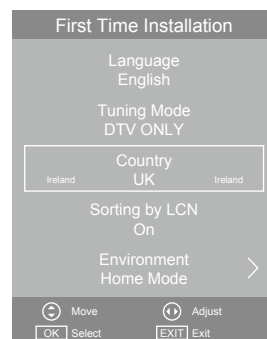 First Time Installation
Language
English
Tuning Mode
DTV ONLY
Country
Ireland UK Ireland
Sorting by LCN
On
Environment
Home Mode
Move Adjust
OK Select EXIT Exit